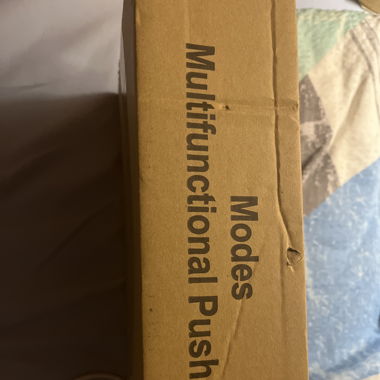 Modes
Multifunctional Push